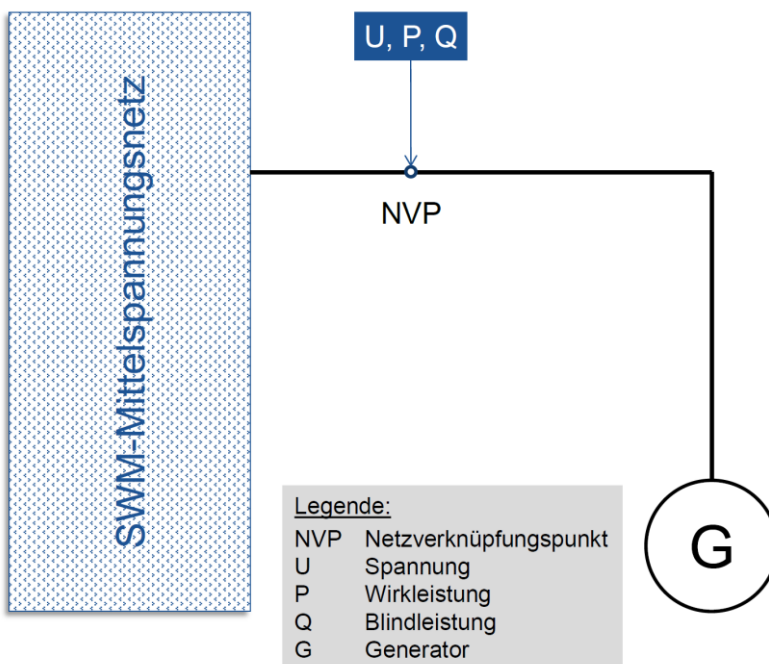 U, P, Q
SWM-Mittelspannungsnetz
NVP
G
Legende:
NVP Netzverknüpfungspunkt
U Spannung
P Wirkleistung
Q Blindleistung
G Generator